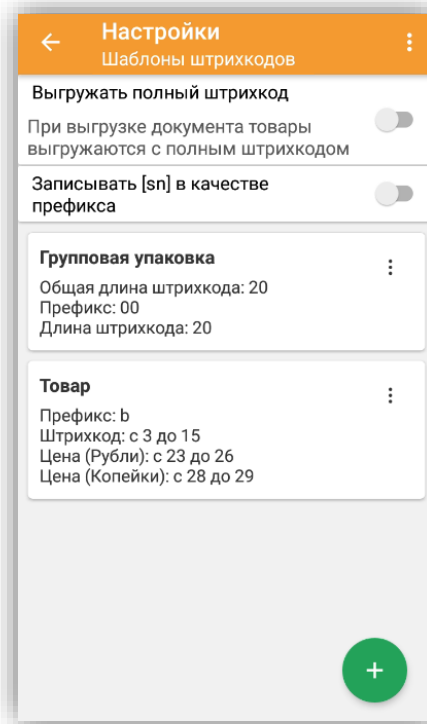 Настройки
Шаблоны штрихкодов
Выгружать полный штрихкод
При выгрузке документа товары
выгружаются с полным штрихкодом
Записывать [sn] в качестве
префикса
Групповая упаковка
Общая длина штрихкода: 20
Префикс: 00
Длина штрихкода: 20
Товар
Префикс: b
Штрихкод: с 3 до 15
Цена (Рубли): с 23 до 26
Цена (Копейки): с 28 до 29